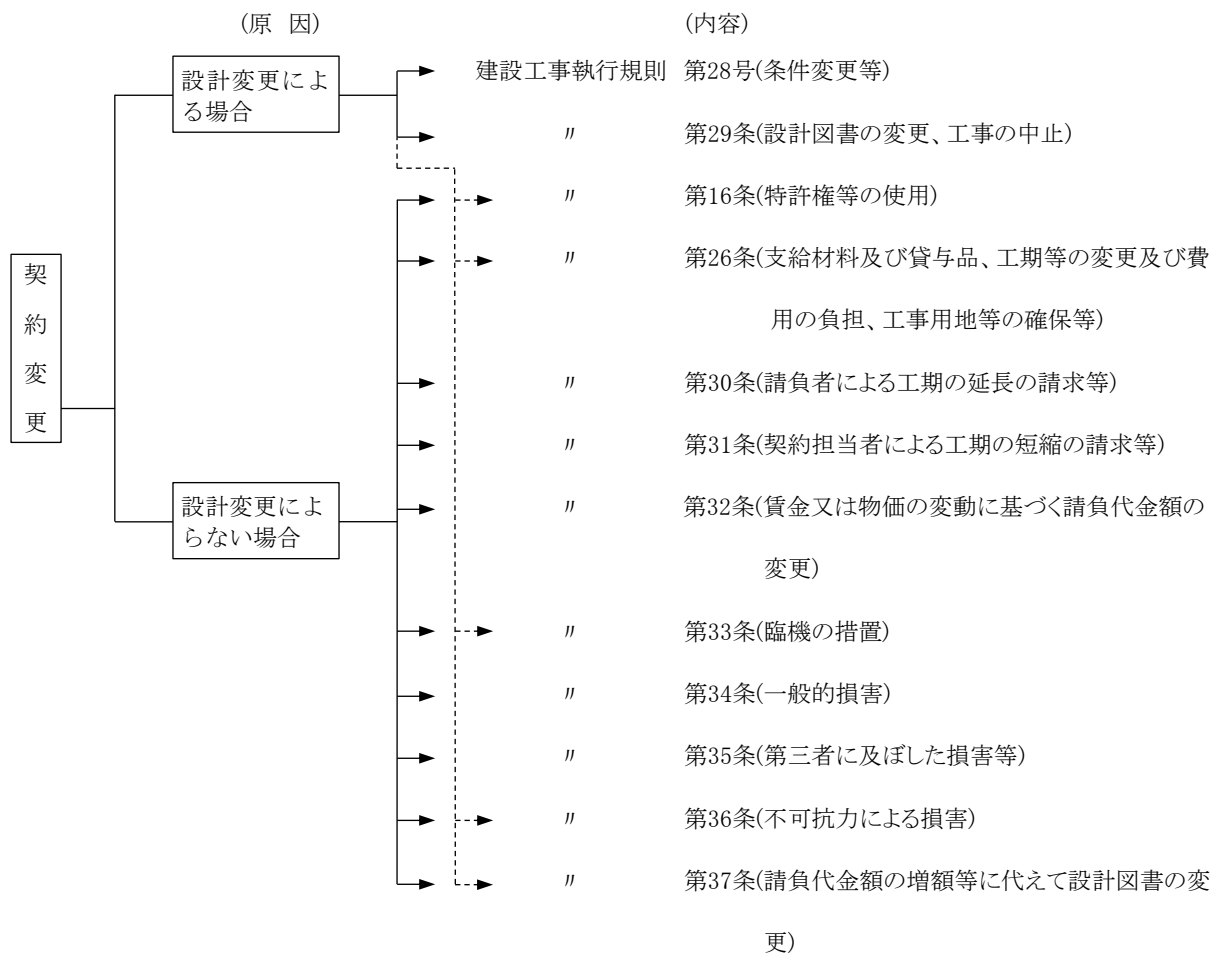 (原 因)
(内容)
設計変更によ
る場合
建設工事執行規則 第28号(条件変更等)
〃 第29条(設計図書の変更、工事の中止)
〃 第16条(特許権等の使用)
〃 第26条(支給材料及び貸与品、工期等の変更及び費
用の負担、工事用地等の確保等)
契
約
変
更
〃 第30条(請負者による工期の延長の請求等)
〃 第31条(契約担当者による工期の短縮の請求等)
設計変更によ
らない場合
〃 第32条(賃金又は物価の変動に基づく請負代金額の
変更)
〃 第33条(臨機の措置)
〃 第34条(一般的損害)
〃 第35条(第三者に及ぼした損害等)
〃 第36条(不可抗力による損害)
〃 第37条(請負代金額の増額等に代えて設計図書の変
更)